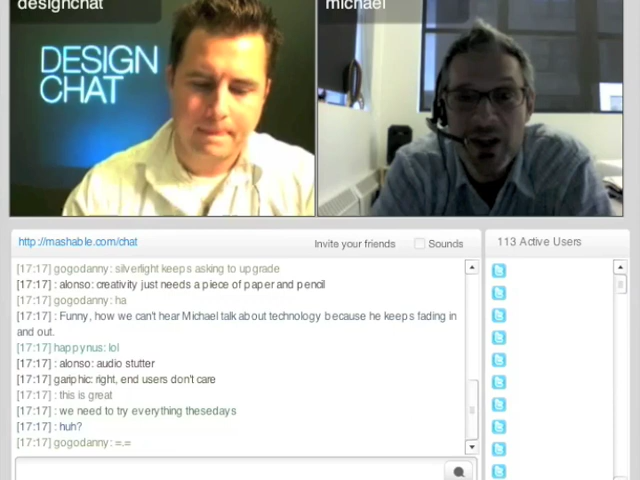 designchat
michael
DESIGN
CHAT
http://mashable.com/chat
Invite your friends
Sounds
113 Active Users
[17:17] gogodanny: silverlight keeps asking to upgrade
[17:17] : alonso: creativity just needs a piece of paper and pencil
[17:17] gogodanny: ha
[17:17] : Funny, how we can't hear Michael talk about technology because he keeps fading in
and out.
[17:17] happynus: lol
[17:17] : alonso: audio stutter
[17:17] gariphic: right, end users don't care
[17:17] : this is great
[17:17] : we need to try everything thesedays
[17:17] : huh?
[17:17] gogodanny: =.=